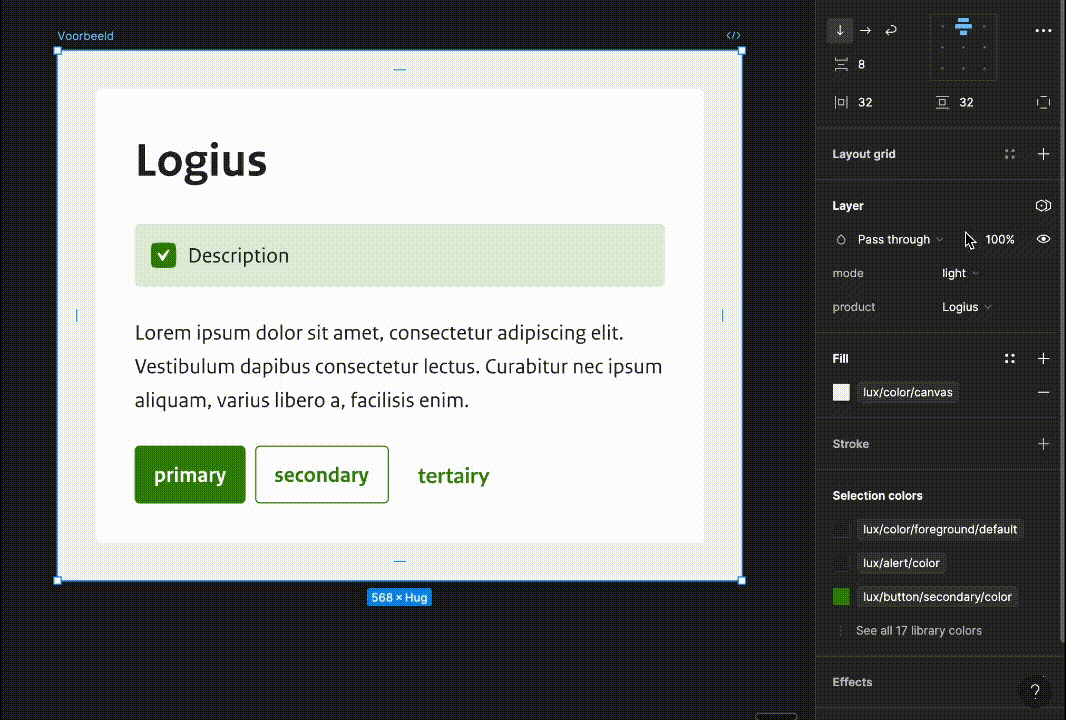 Voorbeeld
</>
Logius
Description
Lorem ipsum dolor sit amet, consectetur adipiscing elit.
Vestibulum dapibus consectetur lectus. Curabitur nec ipsum
aliquam, varius libero a, facilisis enim.
primary
secondary
tertairy
568 × Hug
8
32
32
Layout grid
Layer
Pass through
100%
mode
light
product
Logius
Fill
lux/color/canvas
Stroke
Selection colors
lux/color/foreground/default
lux/alert/color
lux/button/secondary/color
See all 17 library colors
Effects
?